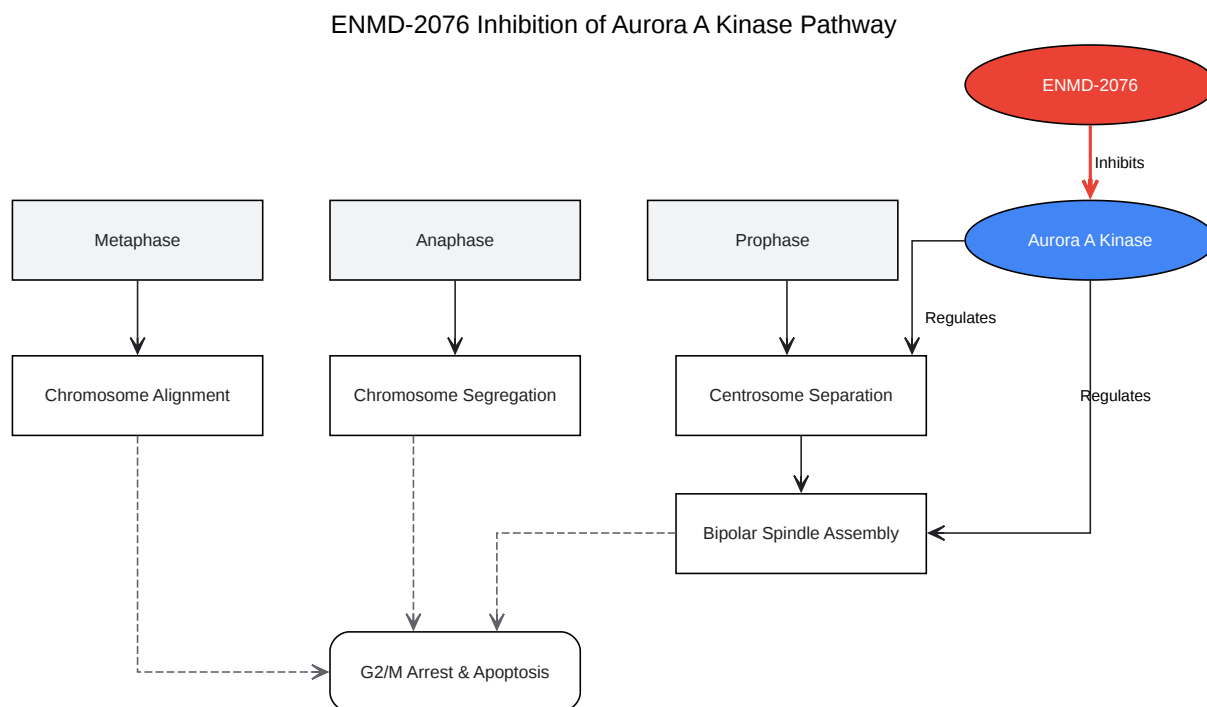 ENMD-2076 Inhibition of Aurora A Kinase Pathway
ENMD-2076
Inhibits
Metaphase
Anaphase
Prophase
Aurora A Kinase
Regulates
Chromosome Alignment
Chromosome Segregation
Centrosome Separation
Regulates
Bipolar Spindle Assembly
G2/M Arrest & Apoptosis